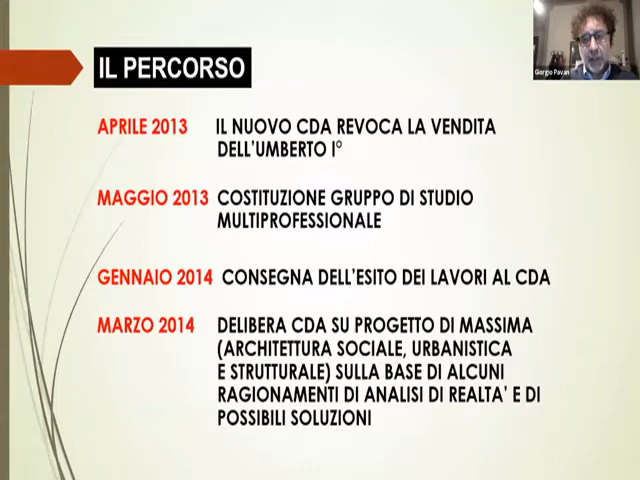 IL PERCORSO
Giorgio Pavan
APRILE 2013 IL NUOVO CDA REVOCA LA VENDITA
DELL'UMBERTO I°
MAGGIO 2013 COSTITUZIONE GRUPPO DI STUDIO
MULTIPROFESSIONALE
GENNAIO 2014 CONSEGNA DELL'ESITO DEI LAVORI AL CDA
MARZO 2014 DELIBERA CDA SU PROGETTO DI MASSIMA
(ARCHITETTURA SOCIALE, URBANISTICA
E STRUTTURALE) SULLA BASE DI ALCUNI
RAGIONAMENTI DI ANALISI DI REALTA' E DI
POSSIBILI SOLUZIONI